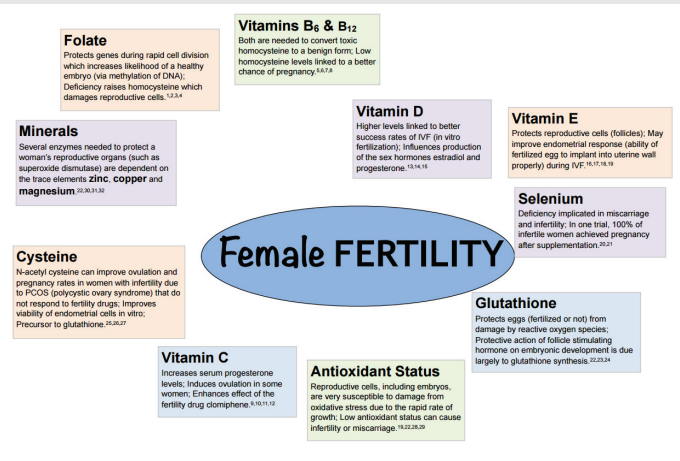 Vitamins B6 & B12
Both are needed to convert toxic
homocysteine to a benign form; Low
homocysteine levels linked to a better
chance of pregnancy.5,6,7,8
Folate
Protects genes during rapid cell division
which increases likelihood of a healthy
embryo (via methylation of DNA);
Deficiency raises homocysteine which
damages reproductive cells.1,2,3,4
Vitamin D
Higher levels linked to better
success rates of IVF (in vitro
fertilization); Influences production
of the sex hormones estradiol and
progesterone.13,14,15
Vitamin E
Protects reproductive cells (follicles); May
improve endometrial response (ability of
fertilized egg to implant into uterine wall
properly) during IVF.16,17,18,19
Minerals
Several enzymes needed to protect a
woman's reproductive organs (such as
superoxide dismutase) are dependent on
the trace elements zinc, copper and
magnesium.22,30,31,32
Selenium
Deficiency implicated in miscarriage
and infertility; In one trial, 100% of
infertile women achieved pregnancy
after supplementation.20,21
Female FERTILITY
Cysteine
N-acetyl cysteine can improve ovulation and
pregnancy rates in women with infertility due
to PCOS (polycystic ovary syndrome) that do
not respond to fertility drugs; Improves
viability of endometrial cells in vitro;
Precursor to glutathione.25,26,27
Glutathione
Protects eggs (fertilized or not) from
damage by reactive oxygen species;
Protective action of follicle stimulating
hormone on embryonic development is due
largely to glutathione synthesis.22,23,24
Vitamin C
Increases serum progesterone
levels; Induces ovulation in some
women; Enhances effect of the
fertility drug clomiphene.9,10,11,12
Antioxidant Status
Reproductive cells, including embryos,
are very susceptible to damage from
oxidative stress due to the rapid rate of
growth; Low antioxidant status can cause
infertility or miscarriage.19,22,28,29